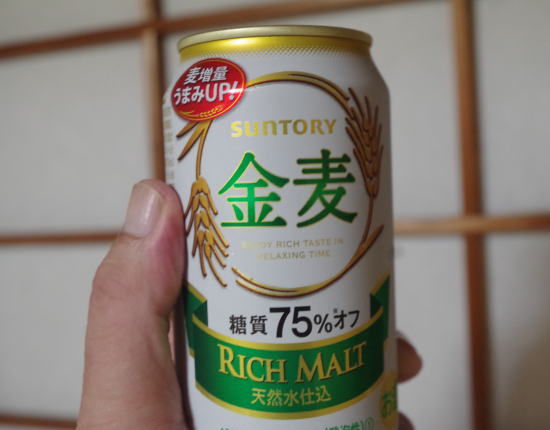 麦増量
うまみUP!
SUNTORY
金麦
ENJOY RICH TASTE IN
RELAXING TIME
糖質75%※オフ
RICH MALT
天然水仕込
お